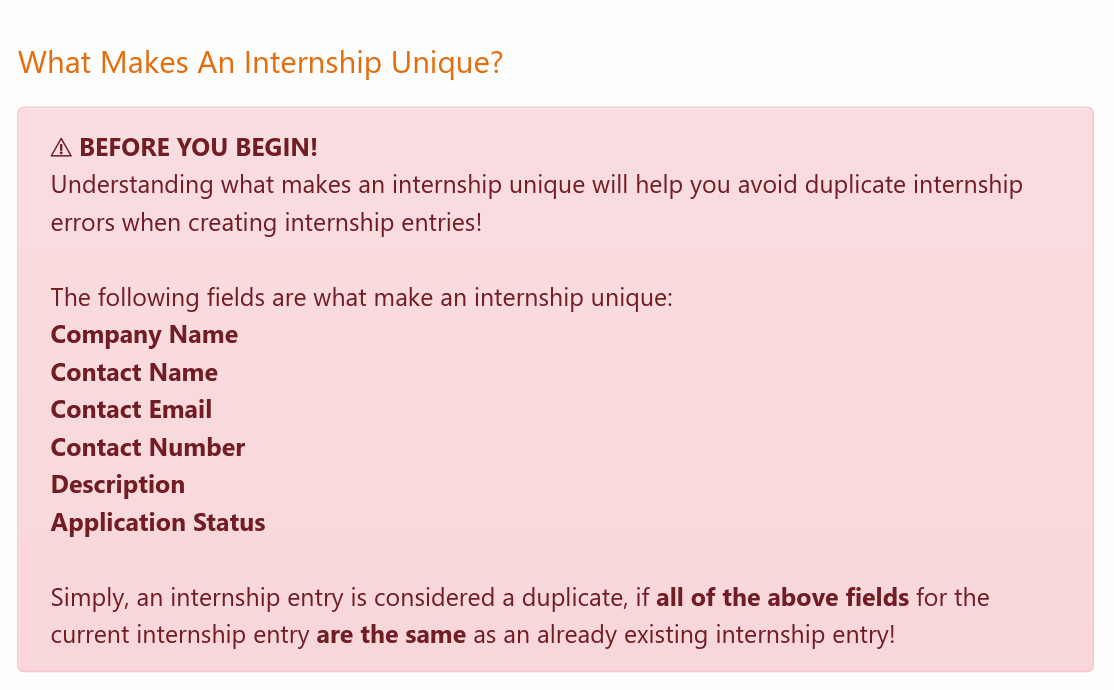 What Makes An Internship Unique?
⚠ BEFORE YOU BEGIN!
Understanding what makes an internship unique will help you avoid duplicate internship
errors when creating internship entries!
The following fields are what make an internship unique:
Company Name
Contact Name
Contact Email
Contact Number
Description
Application Status
Simply, an internship entry is considered a duplicate, if all of the above fields for the
current internship entry are the same as an already existing internship entry!